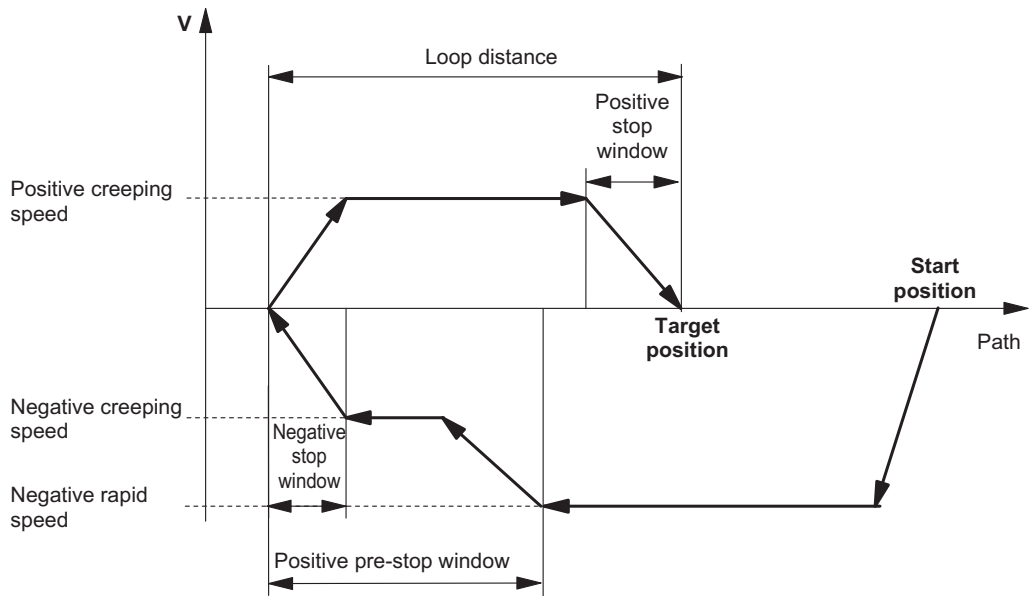 V
Loop distance
Positive
stop
window
Positive creeping
speed
Start
position
Target
position
Path
Negative creeping
speed
Negative
stop
window
Negative rapid
speed
Positive pre-stop window